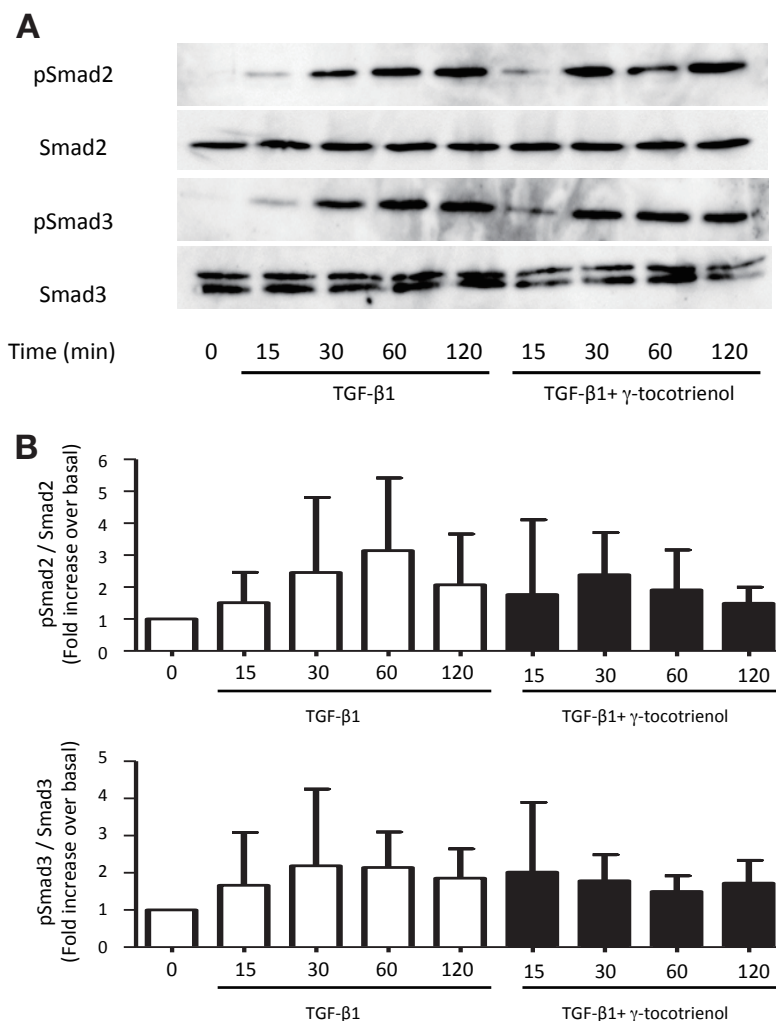 A
pSmad2
Smad2
pSmad3
Smad3
Time (min) 0 15 30 60 120 15 30 60 120
TGF-β1 TGF-β1+ γ-tocotrienol
B
pSmad2 / Smad2
(Fold increase over basal)
6
5
4
3
2
1
0
0 15 30 60 120 15 30 60 120
TGF-β1 TGF-β1+ γ-tocotrienol
pSmad3 / Smad3
(Fold increase over basal)
5
4
3
2
1
0
0 15 30 60 120 15 30 60 120
TGF-β1 TGF-β1+ γ-tocotrienol